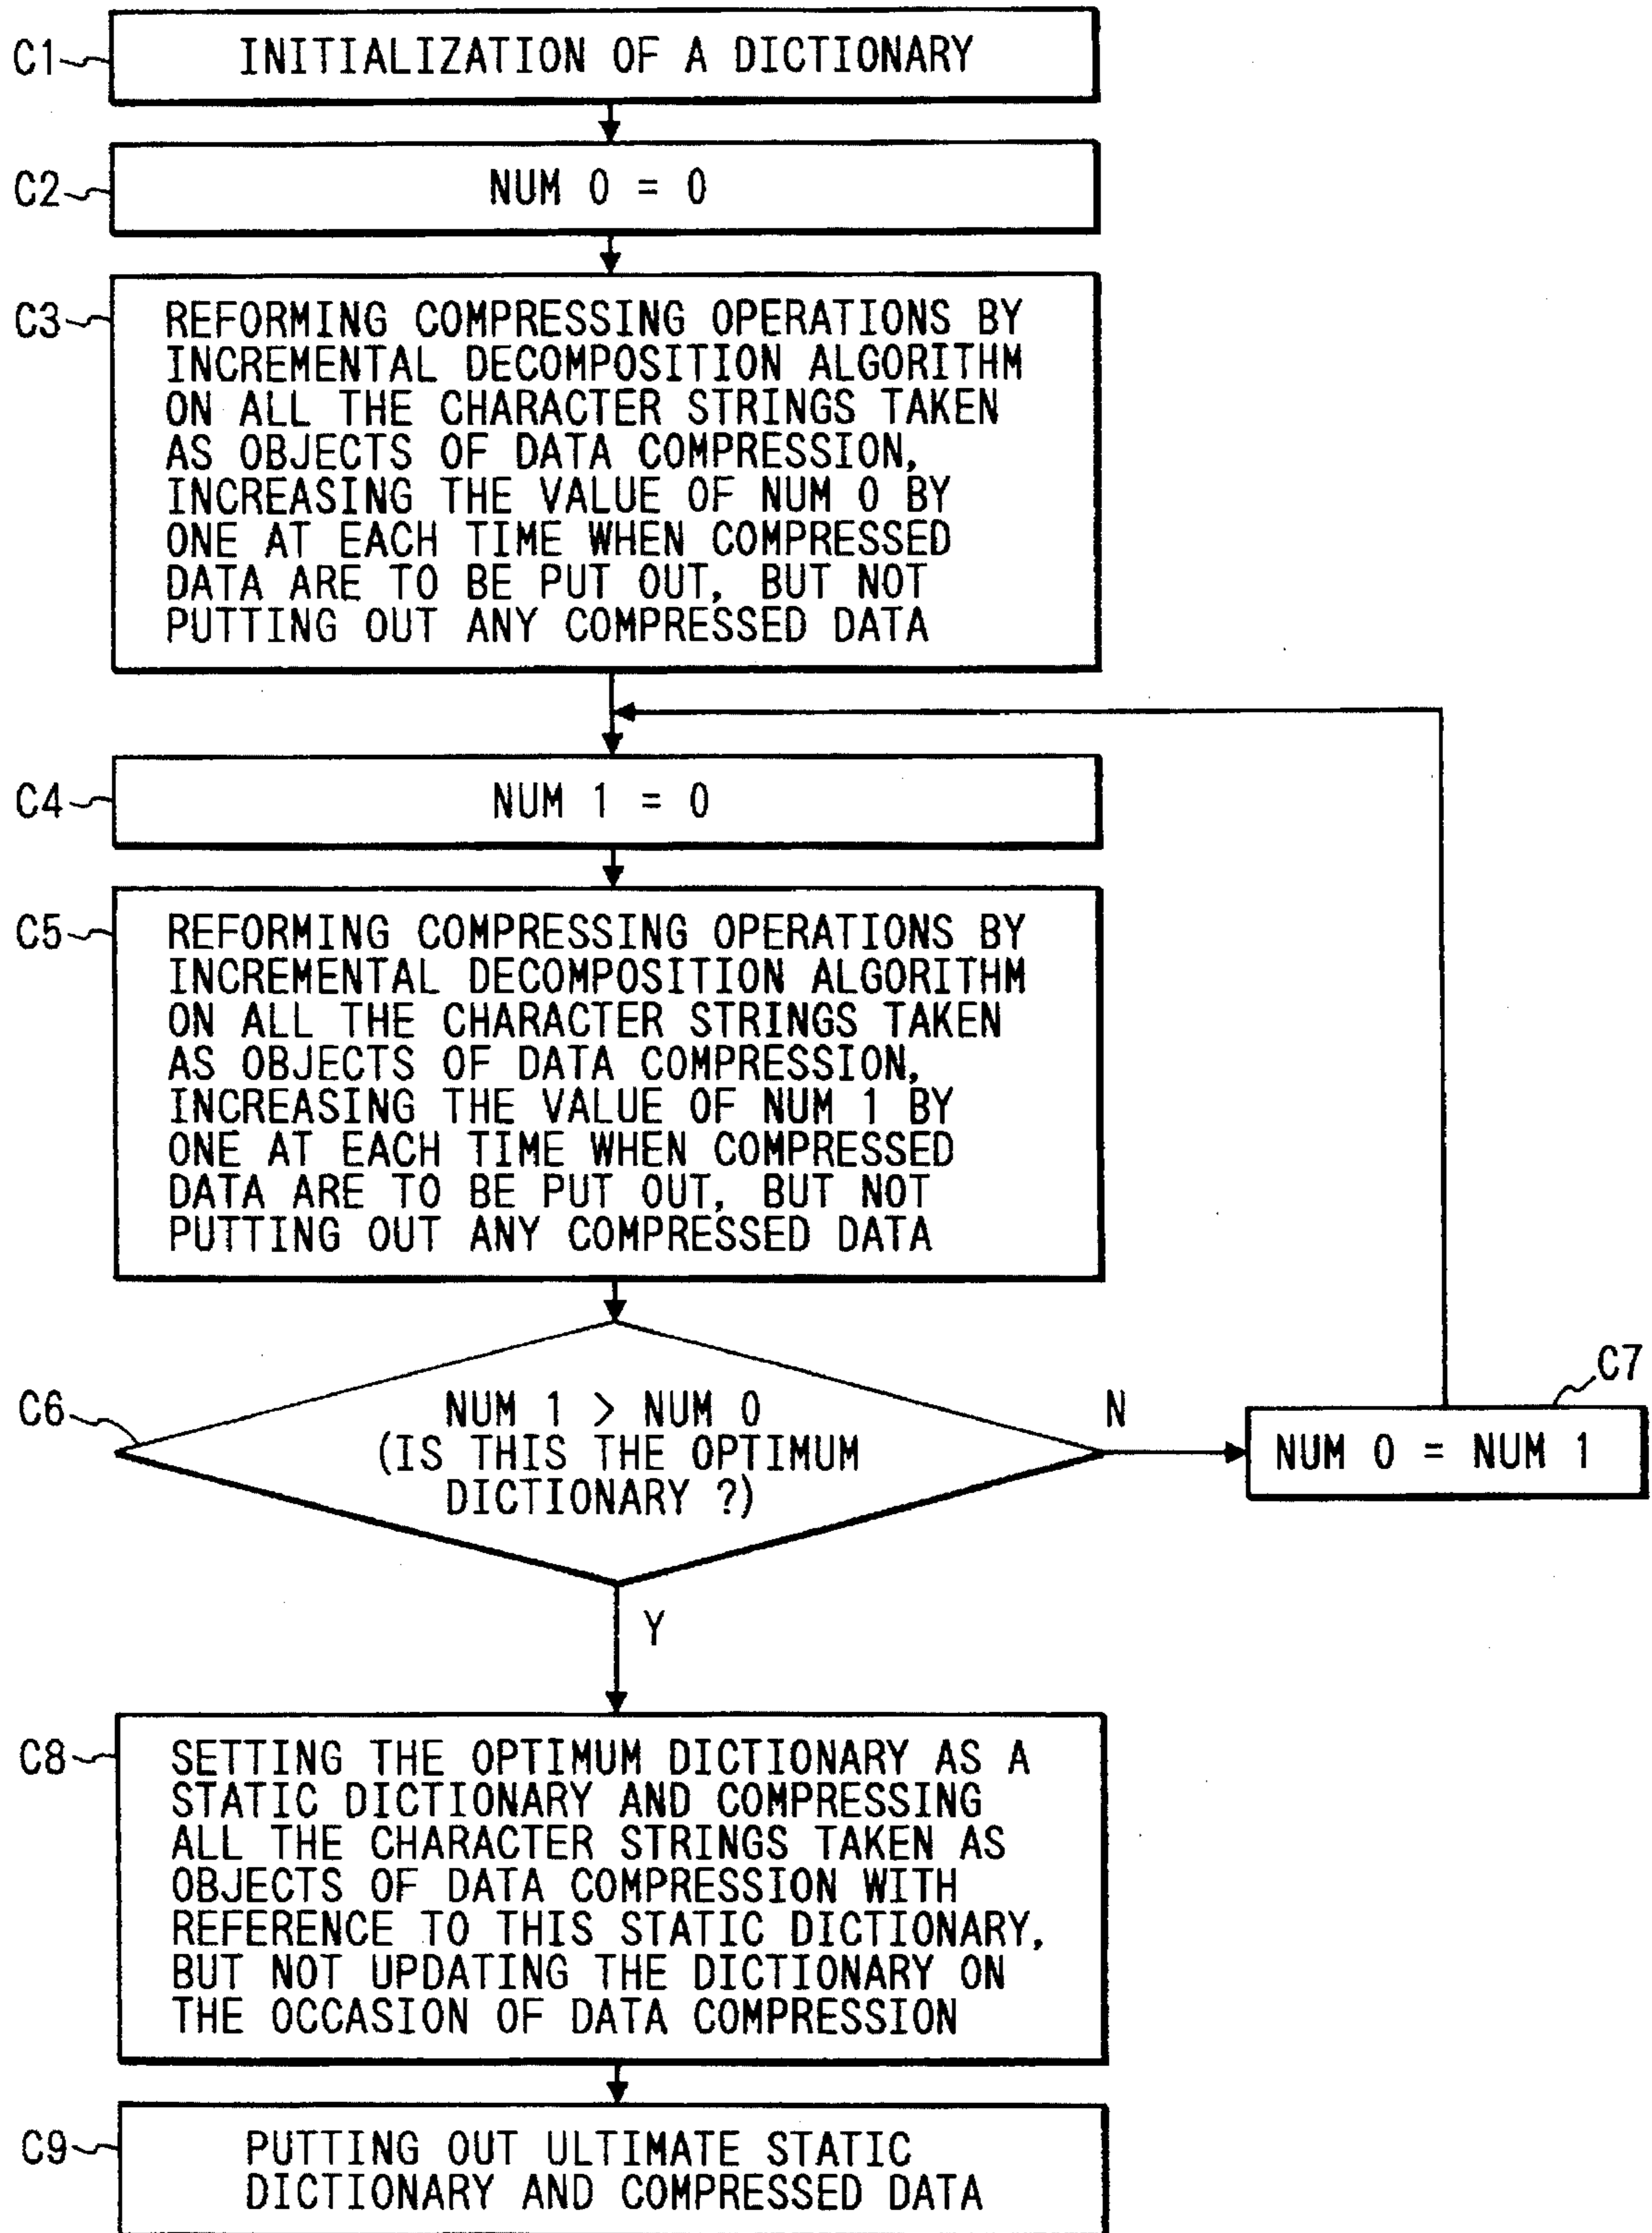 C1
INITIALIZATION OF A DICTIONARY
C2
NUM 0 = 0
C3
REFORMING COMPRESSING OPERATIONS BY
INCREMENTAL DECOMPOSITION ALGORITHM
ON ALL THE CHARACTER STRINGS TAKEN
AS OBJECTS OF DATA COMPRESSION,
INCREASING THE VALUE OF NUM 0 BY
ONE AT EACH TIME WHEN COMPRESSED
DATA ARE TO BE PUT OUT, BUT NOT
PUTTING OUT ANY COMPRESSED DATA
C4
NUM 1 = 0
C5
REFORMING COMPRESSING OPERATIONS BY
INCREMENTAL DECOMPOSITION ALGORITHM
ON ALL THE CHARACTER STRINGS TAKEN
AS OBJECTS OF DATA COMPRESSION,
INCREASING THE VALUE OF NUM 1 BY
ONE AT EACH TIME WHEN COMPRESSED
DATA ARE TO BE PUT OUT, BUT NOT
PUTTING OUT ANY COMPRESSED DATA
C6
NUM 1 > NUM 0
(IS THIS THE OPTIMUM
DICTIONARY ?)
N
C7
NUM 0 = NUM 1
Y
C8
SETTING THE OPTIMUM DICTIONARY AS A
STATIC DICTIONARY AND COMPRESSING
ALL THE CHARACTER STRINGS TAKEN AS
OBJECTS OF DATA COMPRESSION WITH
REFERENCE TO THIS STATIC DICTIONARY,
BUT NOT UPDATING THE DICTIONARY ON
THE OCCASION OF DATA COMPRESSION
C9
PUTTING OUT ULTIMATE STATIC
DICTIONARY AND COMPRESSED DATA